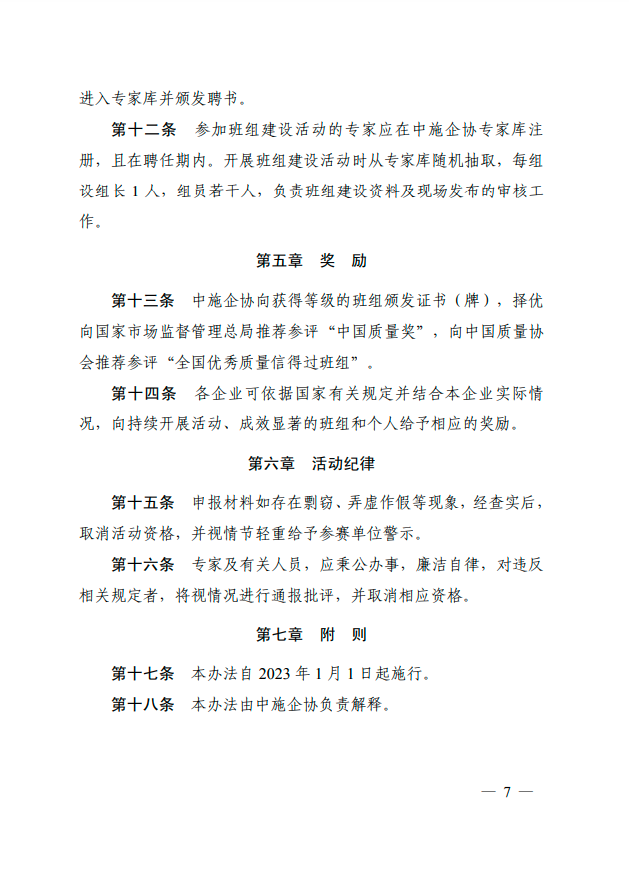 进入专家库并颁发聘书。
第十二条　参加班组建设活动的专家应在中施企协专家库注
册，且在聘任期内。开展班组建设活动时从专家库随机抽取，每组
设组长 1 人，组员若干人，负责班组建设资料及现场发布的审核工
作。
第五章　奖　励
第十三条　中施企协向获得等级的班组颁发证书（牌），择优
向国家市场监督管理总局推荐参评“中国质量奖”，向中国质量协
会推荐参评“全国优秀质量信得过班组”。
第十四条　各企业可依据国家有关规定并结合本企业实际情
况，向持续开展活动、成效显著的班组和个人给予相应的奖励。
第六章　活动纪律
第十五条　申报材料如存在剽窃、弄虚作假等现象，经查实后，
取消活动资格，并视情节轻重给予参赛单位警示。
第十六条　专家及有关人员，应秉公办事，廉洁自律，对违反
相关规定者，将视情况进行通报批评，并取消相应资格。
第七章　附　则
第十七条　本办法自 2023 年 1 月 1 日起施行。
第十八条　本办法由中施企协负责解释。
— 7 —